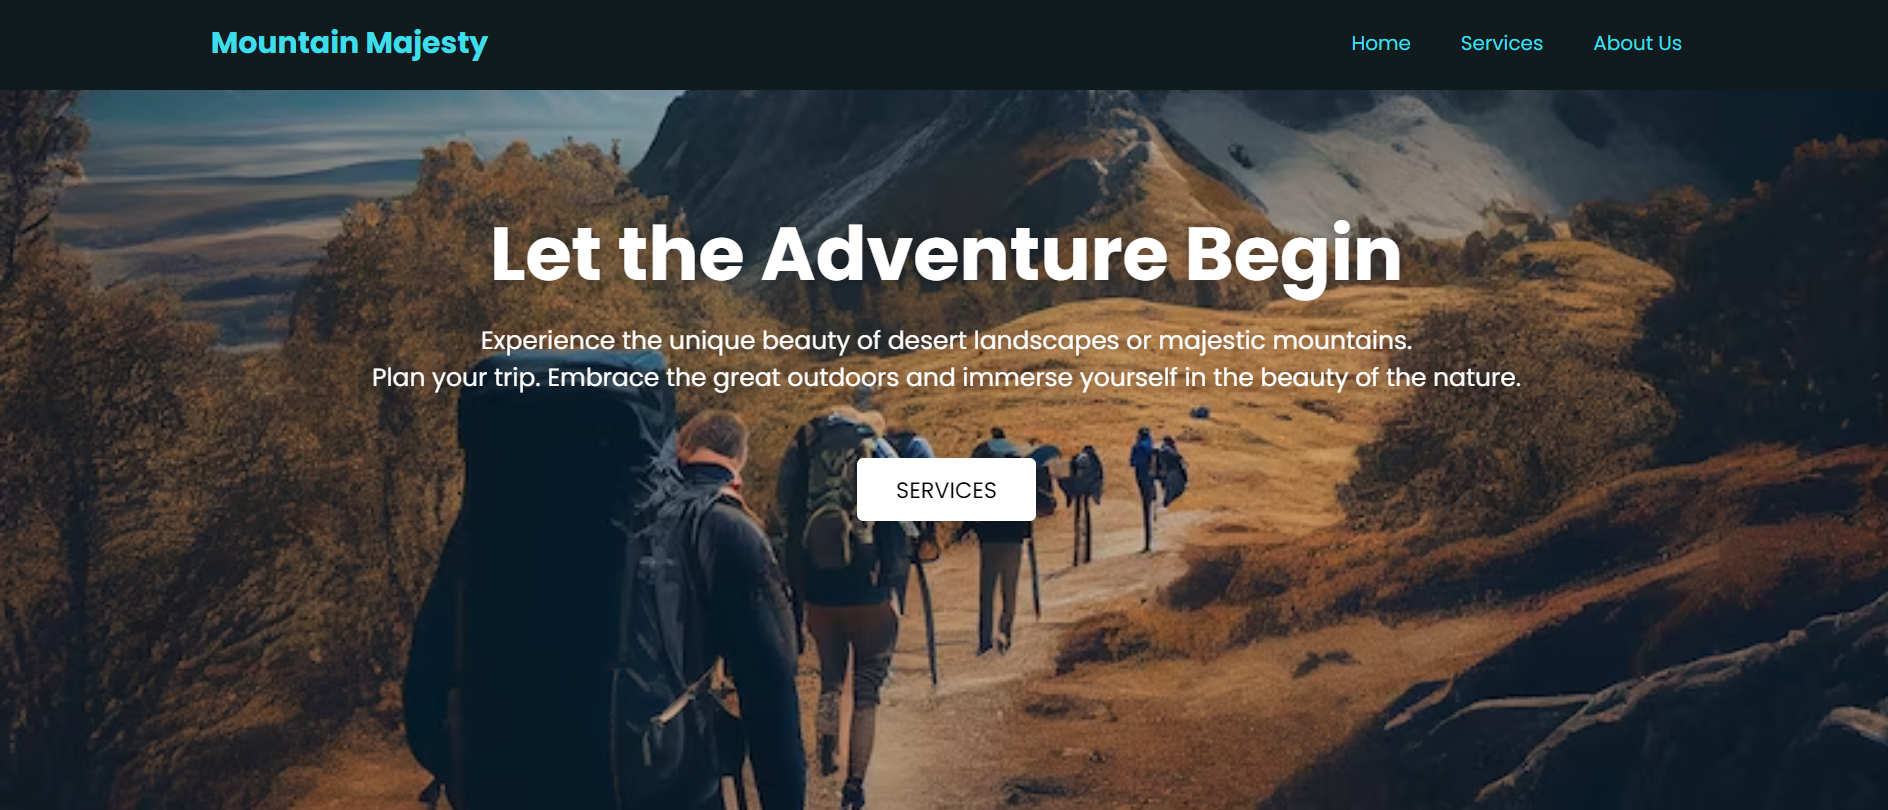 Mountain Majesty
Home Services About Us
Let the Adventure Begin
Experience the unique beauty of desert landscapes or majestic mountains.
Plan your trip. Embrace the great outdoors and immerse yourself in the beauty of the nature.
SERVICES